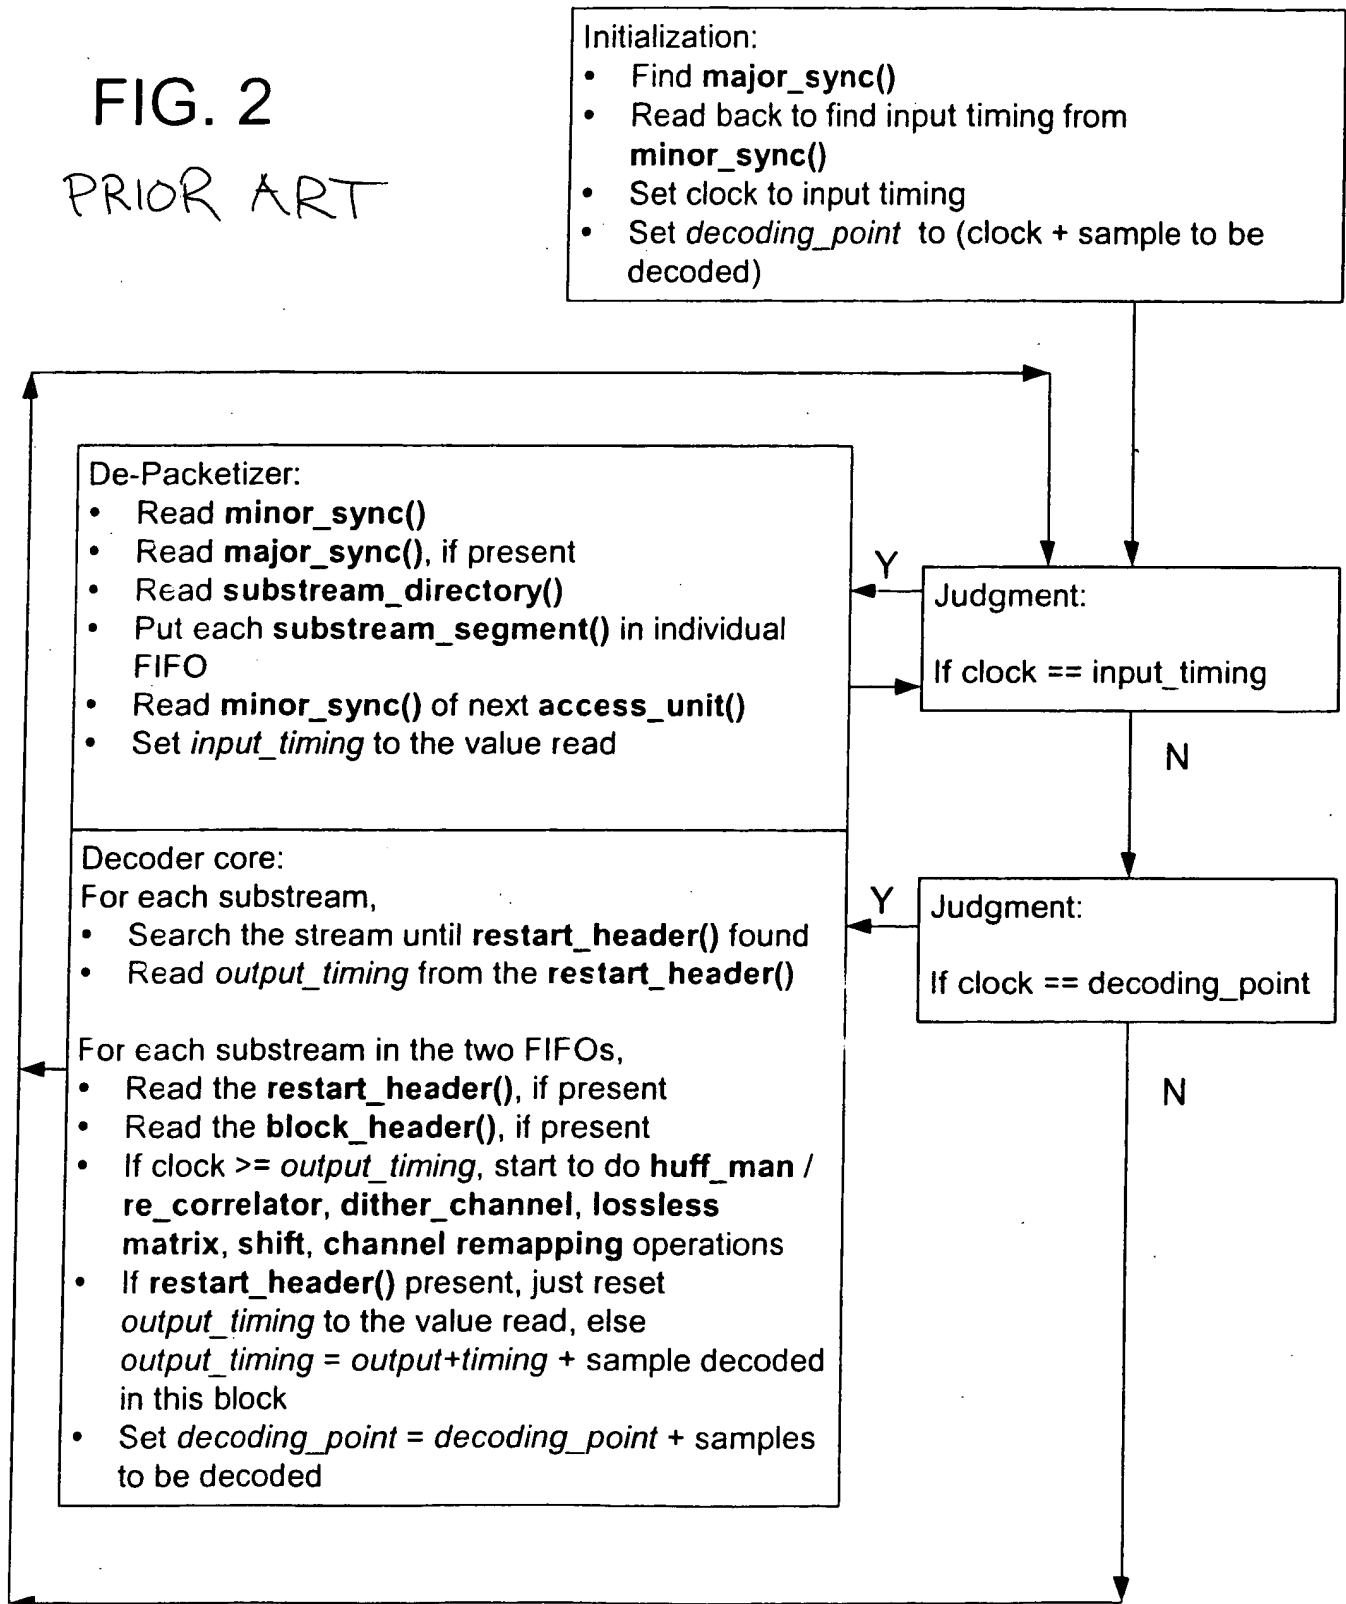 FIG. 2
PRIOR ART
Initialization:
• Find major_sync()
• Read back to find input timing from
minor_sync()
• Set clock to input timing
• Set decoding_point to (clock + sample to be
decoded)
De-Packetizer:
• Read minor_sync()
• Read major_sync(), if present
• Read substream_directory()
• Put each substream_segment() in individual
FIFO
• Read minor_sync() of next access_unit()
• Set input_timing to the value read
Y
Judgment:
If clock == input_timing
N
Decoder core:
For each substream,
• Search the stream until restart_header() found
• Read output_timing from the restart_header()
For each substream in the two FIFOs,
• Read the restart_header(), if present
• Read the block_header(), if present
• If clock >= output_timing, start to do huff_man /
re_correlator, dither_channel, lossless
matrix, shift, channel remapping operations
• If restart_header() present, just reset
output_timing to the value read, else
output_timing = output+timing + sample decoded
in this block
• Set decoding_point = decoding_point + samples
to be decoded
Y
Judgment:
If clock == decoding_point
N